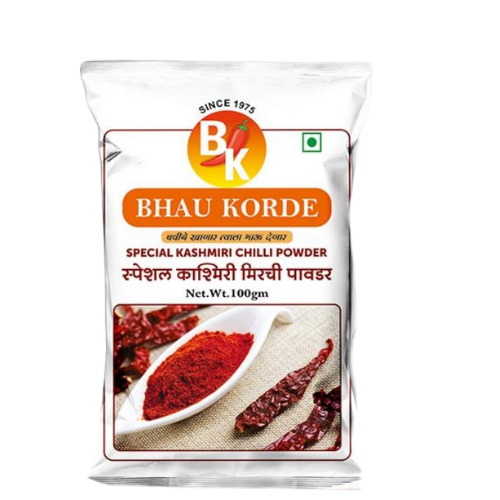 SINCE 1975
BK
BHAU KORDE
चवीने खाणार त्याला भाऊ देणार
SPECIAL KASHMIRI CHILLI POWDER
स्पेशल काश्मिरी मिरची पावडर
Net.Wt.100gm